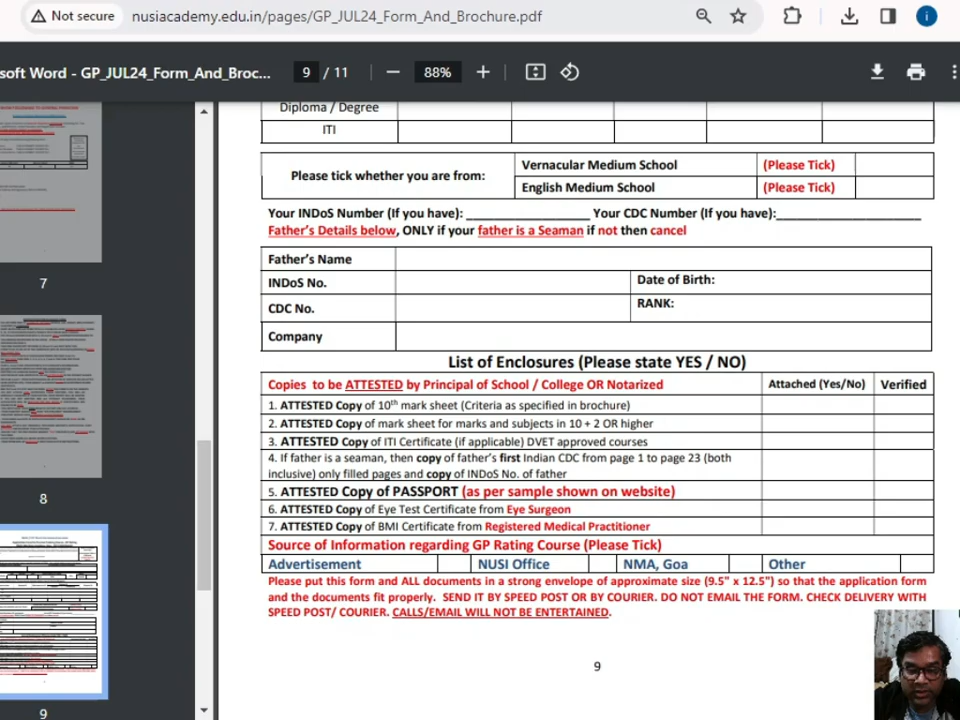 Not secure nusiacademy.edu.in/pages/GP_JUL24_Form_And_Brochure.pdf i
soft Word - GP_JUL24_Form_And_Broc... 9 / 11 88%
7
8
9
Diploma / Degree
ITI
Please tick whether you are from: Vernacular Medium School (Please Tick)
English Medium School (Please Tick)
Your INDoS Number (If you have): ____________________ Your CDC Number (If you have):______________________
Father's Details below, ONLY if your father is a Seaman if not then cancel
Father's Name
INDoS No. Date of Birth:
CDC No. RANK:
Company
List of Enclosures (Please state YES / NO)
Copies to be ATTESTED by Principal of School / College OR Notarized Attached (Yes/No) Verified
1. ATTESTED Copy of 10th mark sheet (Criteria as specified in brochure)
2. ATTESTED Copy of mark sheet for marks and subjects in 10 + 2 OR higher
3. ATTESTED Copy of ITI Certificate (if applicable) DVET approved courses
4. If father is a seaman, then copy of father's first Indian CDC from page 1 to page 23 (both
inclusive) only filled pages and copy of INDoS No. of father
5. ATTESTED Copy of PASSPORT (as per sample shown on website)
6. ATTESTED Copy of Eye Test Certificate from Eye Surgeon
7. ATTESTED Copy of BMI Certificate from Registered Medical Practitioner
Source of Information regarding GP Rating Course (Please Tick)
Advertisement NUSI Office NMA, Goa Other
Please put this form and ALL documents in a strong envelope of approximate size (9.5" x 12.5") so that the application form
and the documents fit properly. SEND IT BY SPEED POST OR BY COURIER. DO NOT EMAIL THE FORM. CHECK DELIVERY WITH
SPEED POST/ COURIER. CALLS/EMAIL WILL NOT BE ENTERTAINED.
9